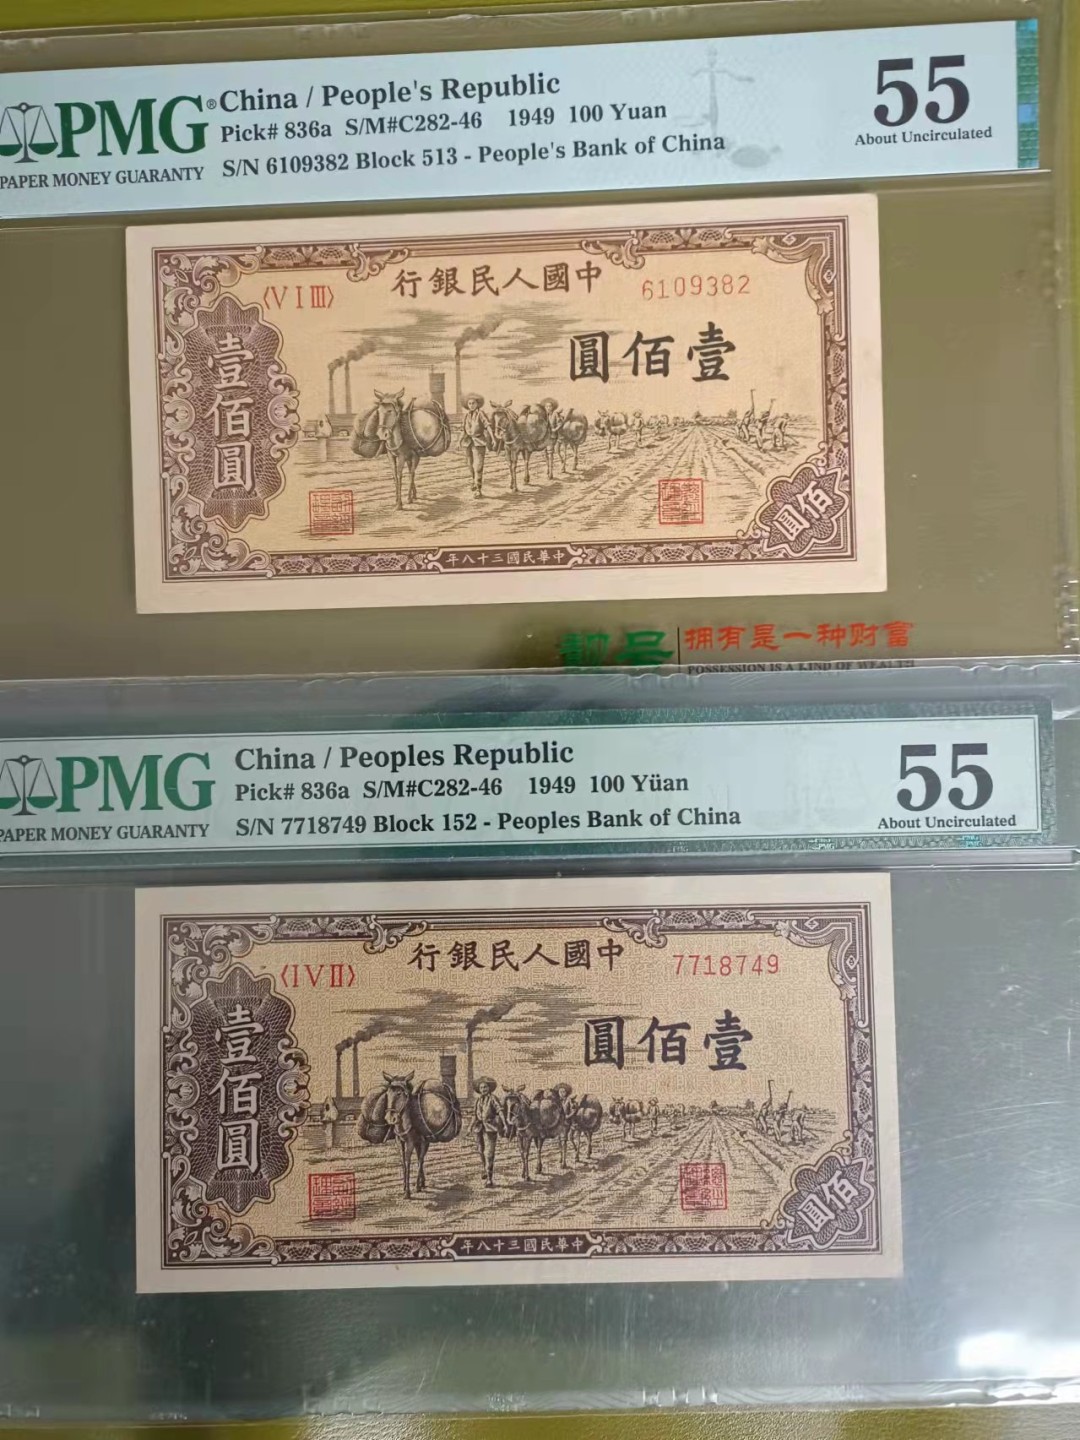 PMG® China / People's Republic 55
Pick# 836a S/M#C282-46 1949 100 Yuan About Uncirculated
PAPER MONEY GUARANTY S/N 6109382 Block 513 - People's Bank of China
行銀民人國中
〈V I III〉 6109382
圓佰壹
壹佰圓
佰圓
年八十三國民華中
拥有是一种财富
POSSESSION IS A KIND OF WEALTH
PMG China / Peoples Republic 55
Pick# 836a S/M#C282-46 1949 100 Yüan About Uncirculated
PAPER MONEY GUARANTY S/N 7718749 Block 152 - Peoples Bank of China
行銀民人國中
〈I V II〉 7718749
圓佰壹
壹佰圓
佰圓
年八十三國民華中